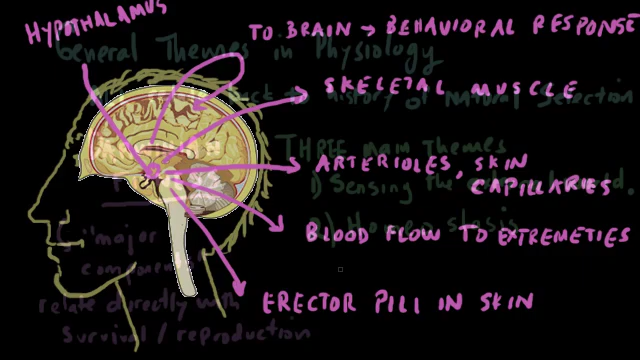 HYPOTHALAMUS
TO BRAIN → BEHAVIORAL RESPONSE
General Themes in Physiology
SKELETAL MUSCLE
to history of Natural Selection
THREE main Themes
ARTERIOLES, SKIN
CAPILLARIES
1) Sensing the
BLOOD FLOW TO EXTREMETIES
2) Homeostasis
"major
components
relate directly with
survival / reproduction
ERECTOR PILL IN SKIN